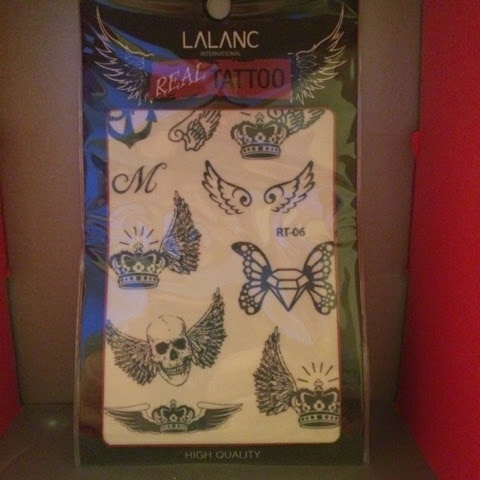 LALANC
INTERNATIONAL
REAL TATTOO
M
RT-06
HIGH QUALITY